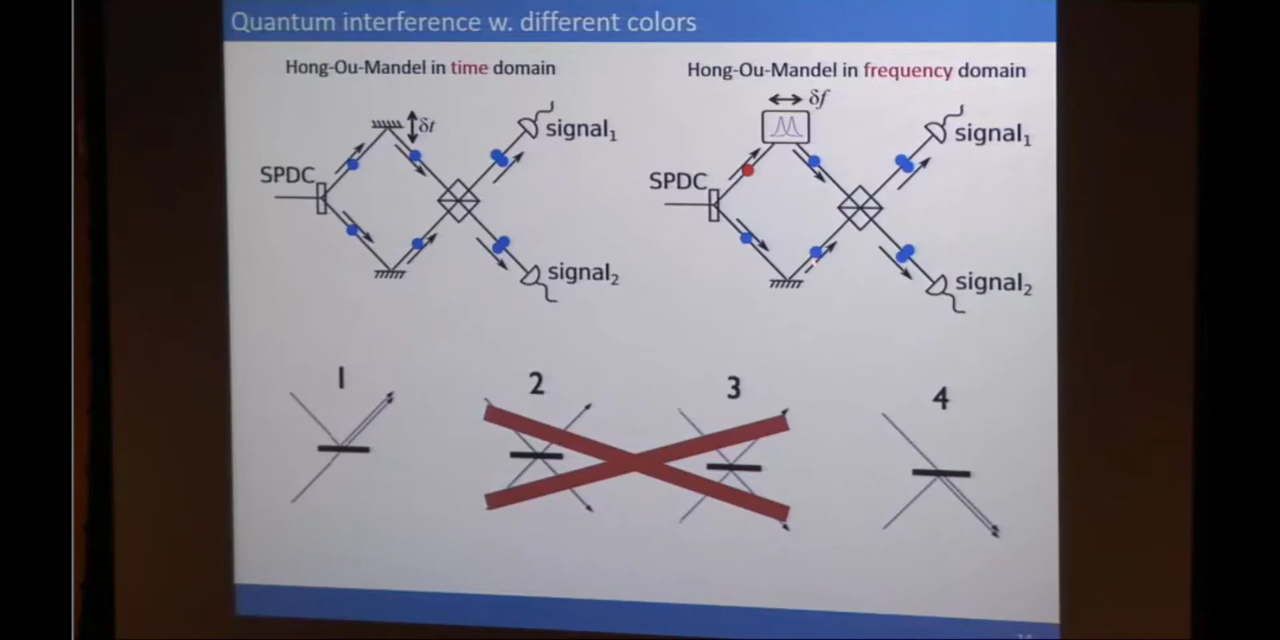 Quantum interference w. different colors
Hong-Ou-Mandel in time domain
Hong-Ou-Mandel in frequency domain
δt
δf
SPDC
signal₁
signal₂
SPDC
signal₁
signal₂
1
2
3
4